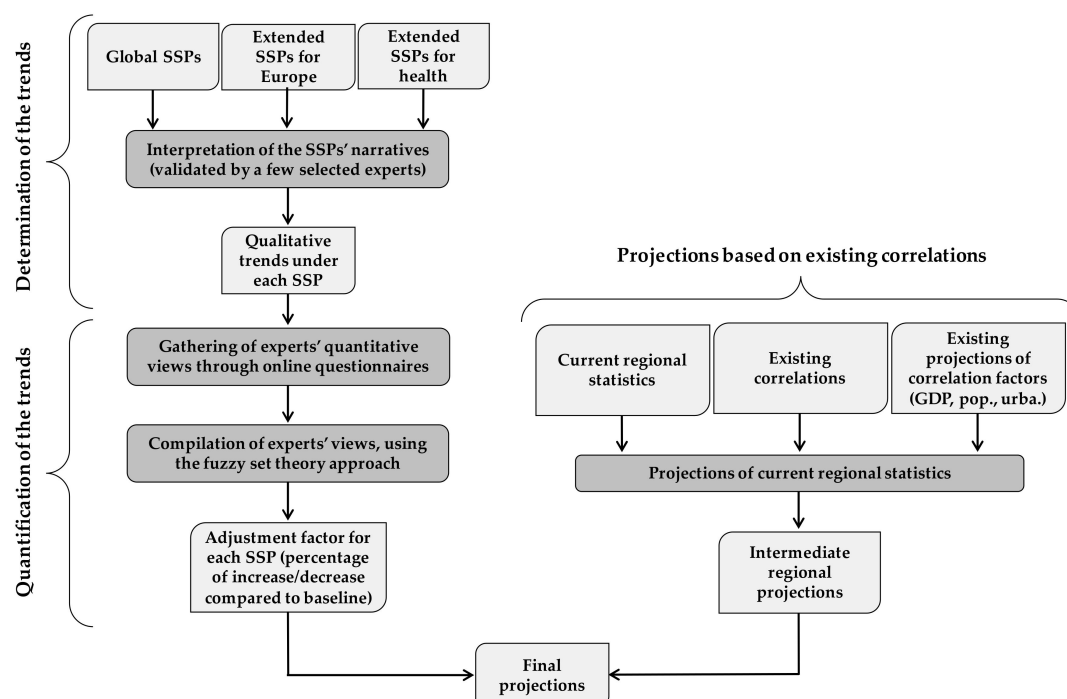 Determination of the trends
Global SSPs
Extended
SSPs for
Europe
Extended
SSPs for
health
Interpretation of the SSPs' narratives
(validated by a few selected experts)
Qualitative
trends under
each SSP
Quantification of the trends
Gathering of experts' quantitative
views through online questionnaires
Compilation of experts' views, using
the fuzzy set theory approach
Adjustment factor for
each SSP (percentage
of increase/decrease
compared to baseline)
Projections based on existing correlations
Current regional
statistics
Existing
correlations
Existing
projections of
correlation factors
(GDP, pop., urba.)
Projections of current regional statistics
Intermediate
regional
projections
Final
projections